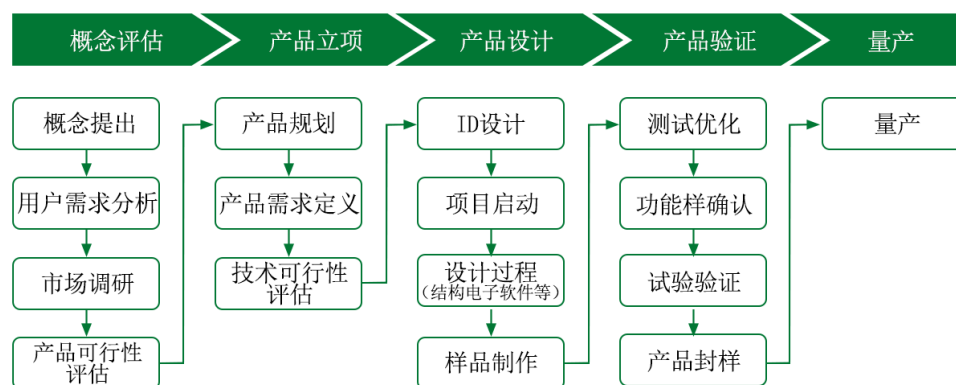 概念评估
产品立项
产品设计
产品验证
量产
概念提出
用户需求分析
市场调研
产品可行性
评估
产品规划
产品需求定义
技术可行性
评估
ID设计
项目启动
设计过程
（结构电子软件等）
样品制作
测试优化
功能样确认
试验验证
产品封样
量产